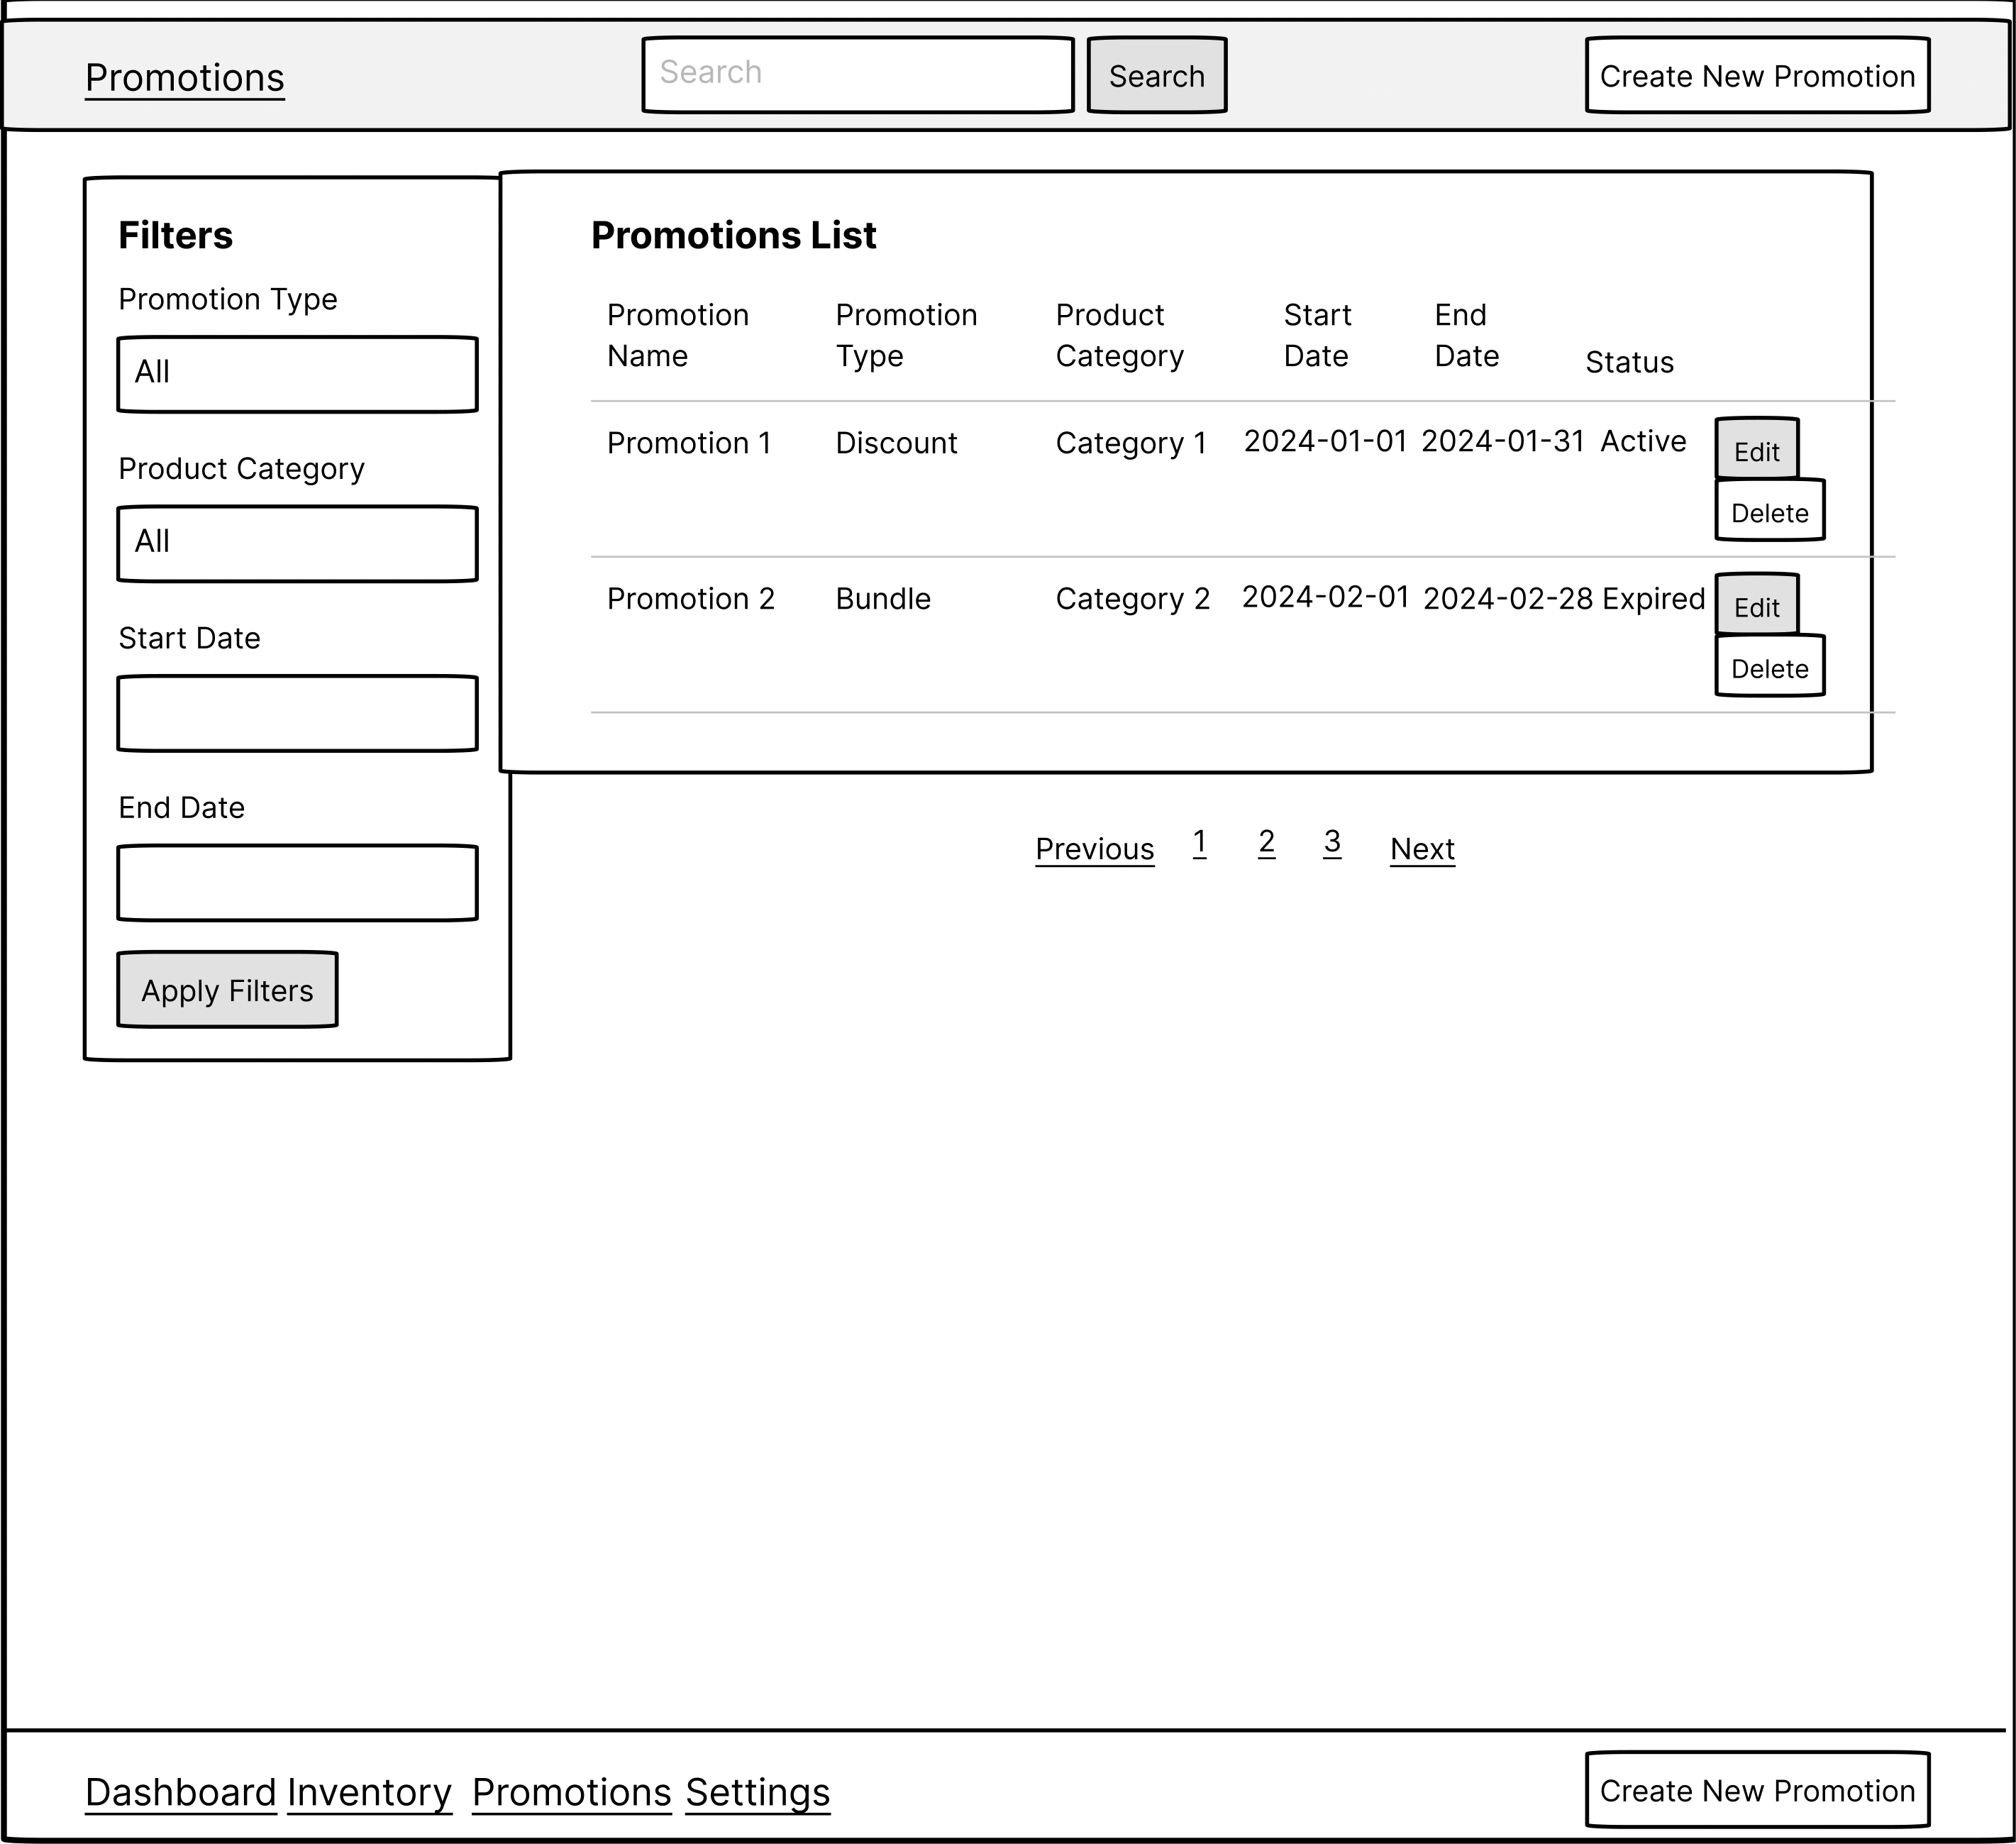 Promotions
Search
Search
Create New Promotion
Filters
Promotion Type
All
Product Category
All
Start Date
End Date
Apply Filters
Promotions List
Promotion Name
Promotion Type
Product Category
Start Date
End Date
Status
Promotion 1 Discount Category 1 2024-01-01 2024-01-31 Active Edit
Delete
Promotion 2 Bundle Category 2 2024-02-01 2024-02-28 Expired Edit
Delete
Previous 1 2 3 Next
Dashboard Inventory Promotions Settings
Create New Promotion